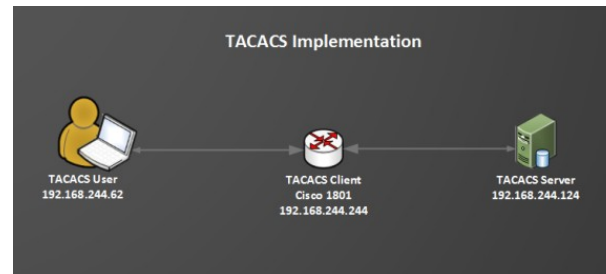 TACACS Implementation
TACACS User
192.168.244.62
TACACS Client
Cisco 1801
192.168.244.244
TACACS Server
192.168.244.124